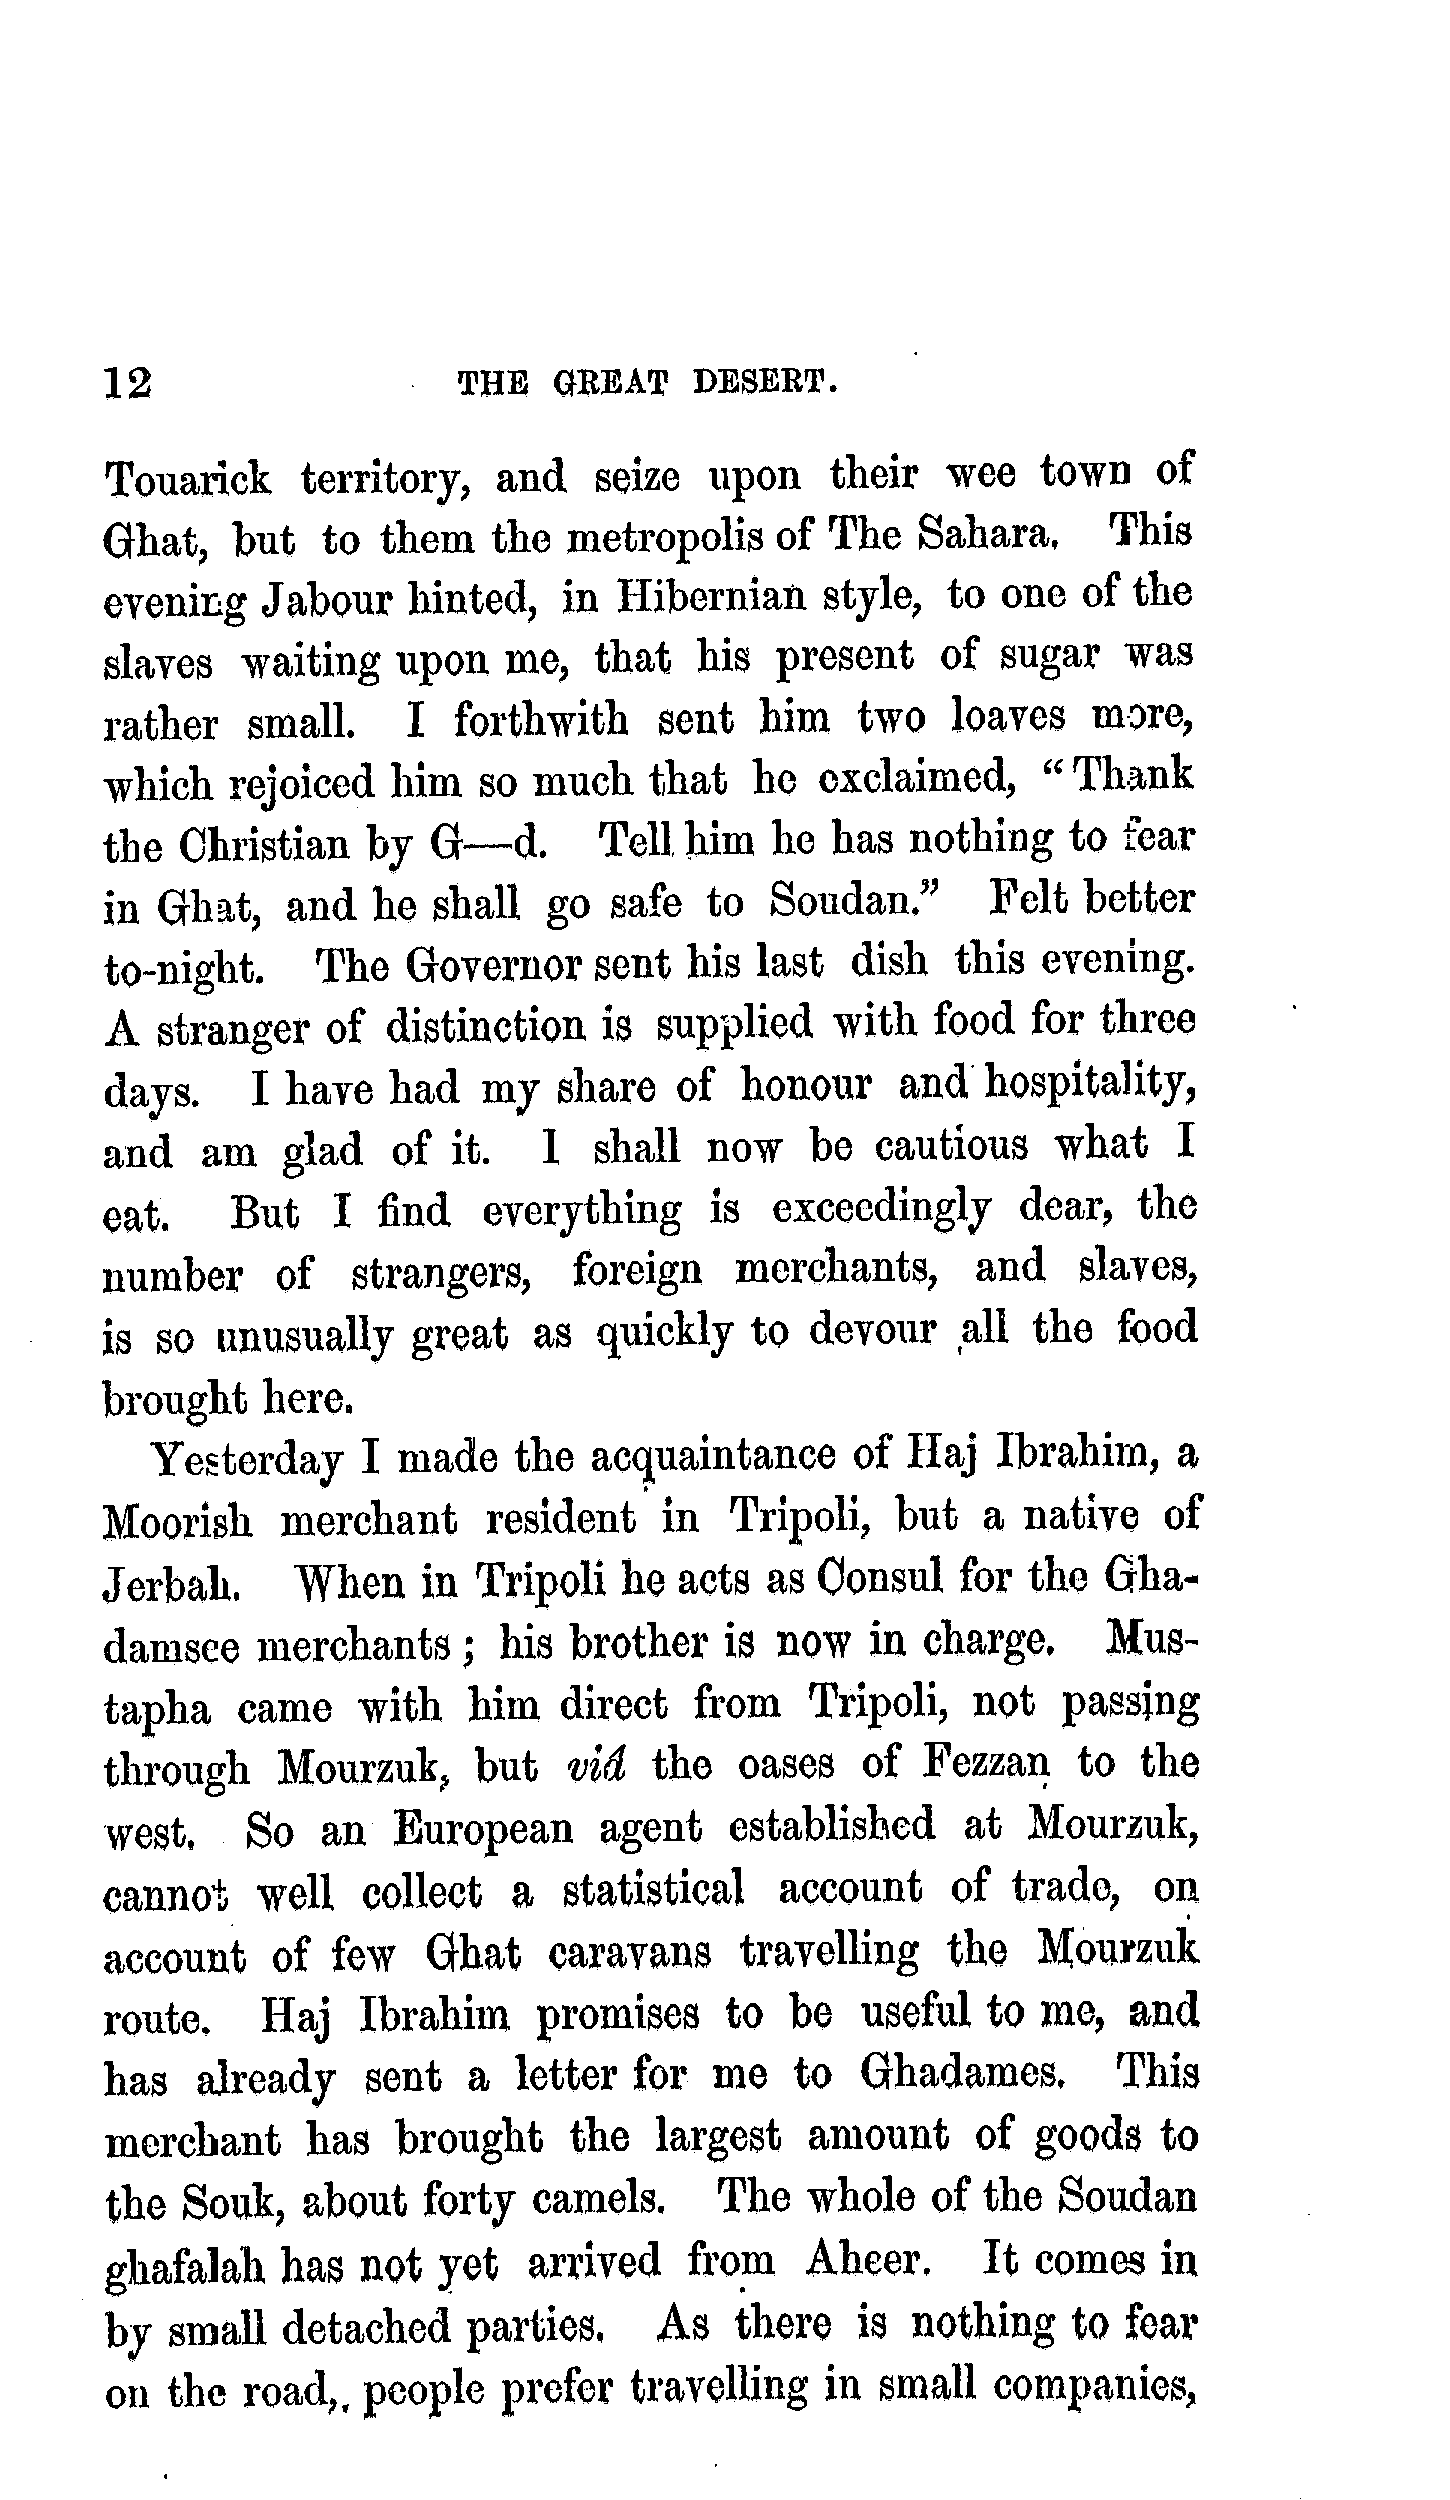 12 THE GREAT DESERT.
Touarick territory, and seize upon their wee town of
Ghat, but to them the metropolis of The Sahara. This
evening Jabour hinted, in Hibernian style, to one of the
slaves waiting upon me, that his present of sugar was
rather small. I forthwith sent him two loaves more,
which rejoiced him so much that he exclaimed, “Thank
the Christian by G—d. Tell him he has nothing to fear
in Ghat, and he shall go safe to Soudan.” Felt better
to-night. The Governor sent his last dish this evening.
A stranger of distinction is supplied with food for three
days. I have had my share of honour and hospitality,
and am glad of it. I shall now be cautious what I
eat. But I find everything is exceedingly dear, the
number of strangers, foreign merchants, and slaves,
is so unusually great as quickly to devour all the food
brought here.
Yesterday I made the acquaintance of Haj Ibrahim, a
Moorish merchant resident in Tripoli, but a native of
Jerbah. When in Tripoli he acts as Consul for the Gha-
damsee merchants; his brother is now in charge. Mus-
tapha came with him direct from Tripoli, not passing
through Mourzuk, but viâ the oases of Fezzan to the
west. So an European agent established at Mourzuk,
cannot well collect a statistical account of trade, on
account of few Ghat caravans travelling the Mourzuk
route. Haj Ibrahim promises to be useful to me, and
has already sent a letter for me to Ghadames. This
merchant has brought the largest amount of goods to
the Souk, about forty camels. The whole of the Soudan
ghafalah has not yet arrived from Aheer. It comes in
by small detached parties. As there is nothing to fear
on the road, people prefer travelling in small companies,